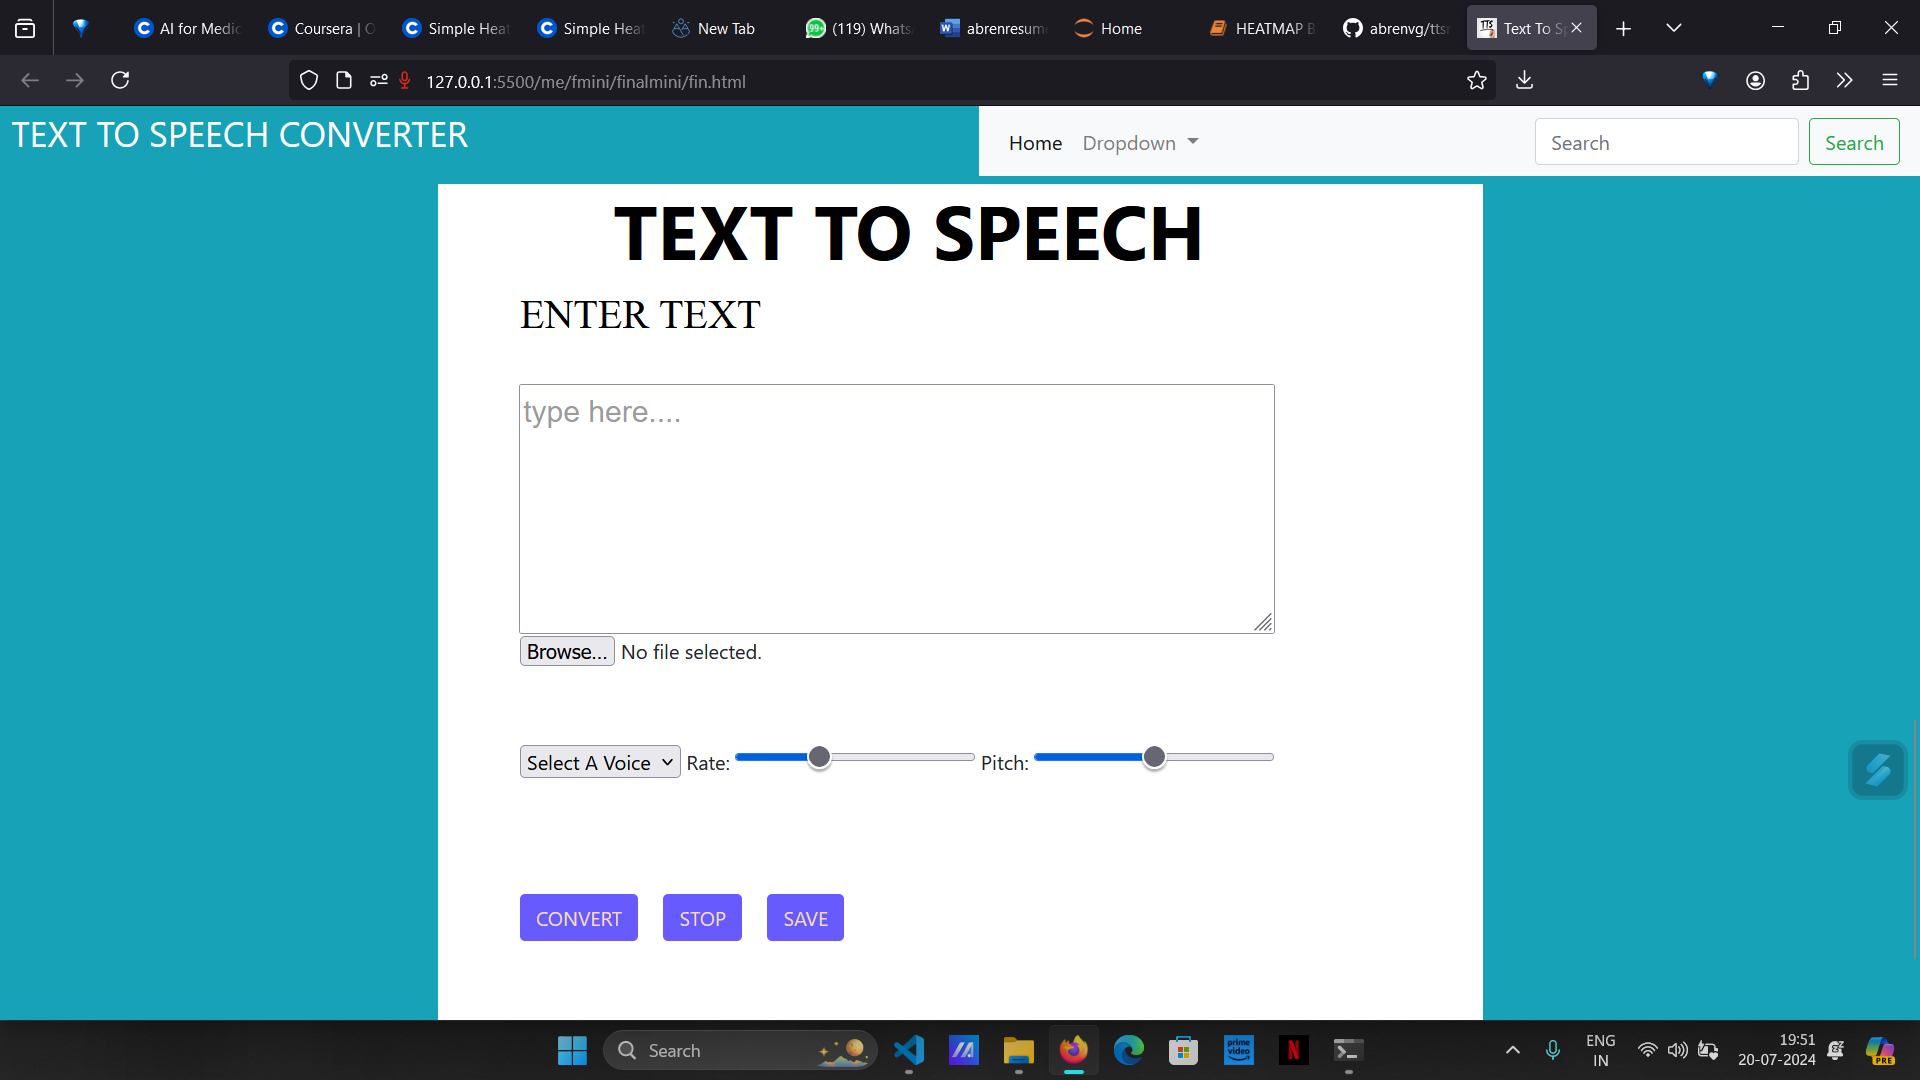 AI for Medic
Coursera | O
Simple Heat
Simple Heat
New Tab
(119) Whats
abrenresum
Home
HEATMAP B
abrenvg/tts
Text To Sp
127.0.0.1:5500/me/fmini/finalmini/fin.html
TEXT TO SPEECH CONVERTER
Home Dropdown
Search Search
TEXT TO SPEECH
ENTER TEXT
type here....
Browse... No file selected.
Select A Voice Rate: Pitch:
CONVERT STOP SAVE
Search
prime video
ENG
IN
19:51
20-07-2024
PRE